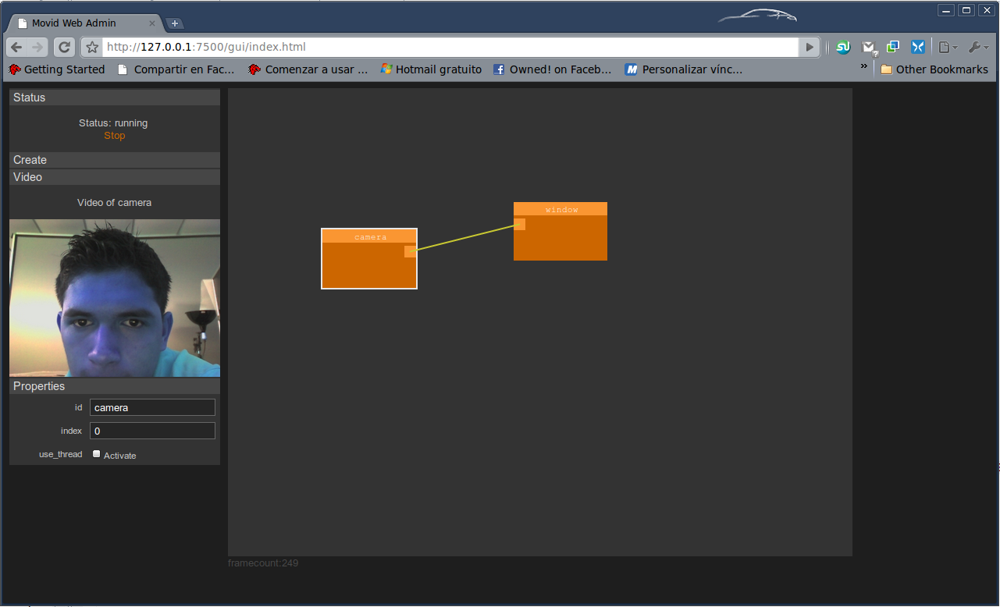 Movid Web Admin
http://127.0.0.1:7500/gui/index.html
Getting Started
Compartir en Fac...
Comenzar a usar ...
Hotmail gratuito
Owned! on Faceb...
Personalizar vínc...
»
Other Bookmarks
Status
Status: running
Stop
Create
Video
Video of camera
camera
window
Properties
id camera
index 0
use_thread Activate
framecount:249